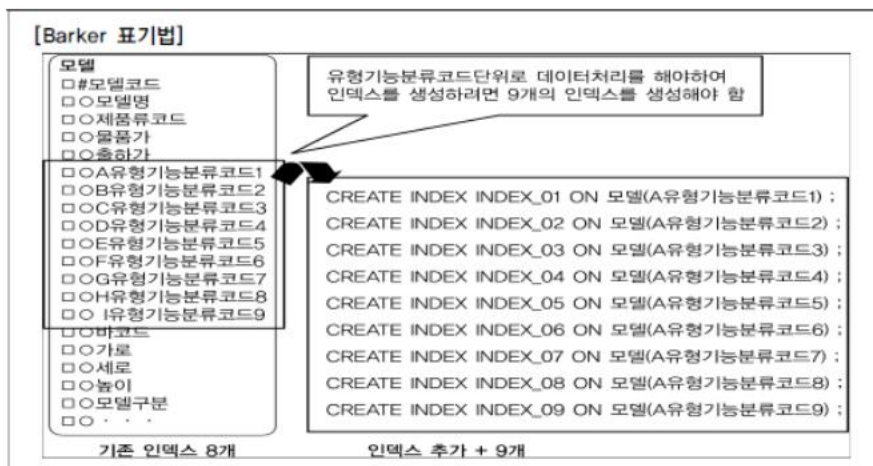 [Barker 표기법]
모델
□#모델코드
□○모델명
□○제품류코드
□○물품가
□○출하가
□○A유형기능분류코드1
□○B유형기능분류코드2
□○C유형기능분류코드3
□○D유형기능분류코드4
□○E유형기능분류코드5
□○F유형기능분류코드6
□○G유형기능분류코드7
□○H유형기능분류코드8
□○ I유형기능분류코드9
□○바코드
□○가로
□○세로
□○높이
□○모델구분
□○ · · ·
기존 인덱스 8개
유형기능분류코드단위로 데이터처리를 해야하여
인덱스를 생성하려면 9개의 인덱스를 생성해야 함
CREATE INDEX INDEX_01 ON 모델(A유형기능분류코드1) ;
CREATE INDEX INDEX_02 ON 모델(A유형기능분류코드2) ;
CREATE INDEX INDEX_03 ON 모델(A유형기능분류코드3) ;
CREATE INDEX INDEX_04 ON 모델(A유형기능분류코드4) ;
CREATE INDEX INDEX_05 ON 모델(A유형기능분류코드5) ;
CREATE INDEX INDEX_06 ON 모델(A유형기능분류코드6) ;
CREATE INDEX INDEX_07 ON 모델(A유형기능분류코드7) ;
CREATE INDEX INDEX_08 ON 모델(A유형기능분류코드8) ;
CREATE INDEX INDEX_09 ON 모델(A유형기능분류코드9) ;
인덱스 추가 + 9개